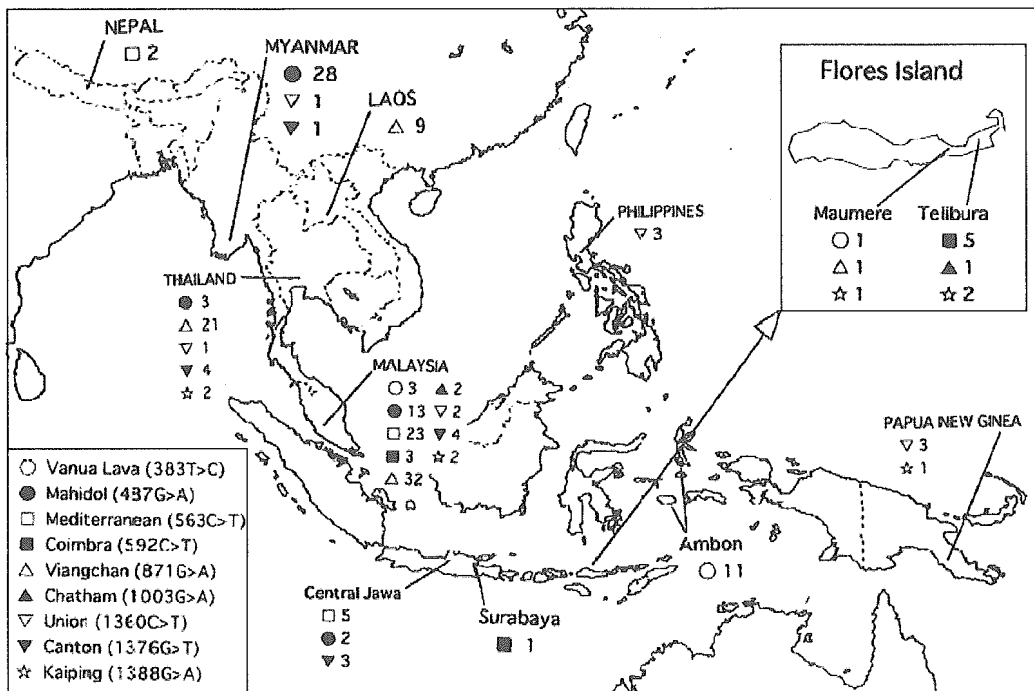 NEPAL
2
MYANMAR
28
1
1
LAOS
9
THAILAND
3
21
1
4
2
MALAYSIA
3 2
13 2
23 4
3 2
32
PHILIPPINES
3
Flores Island
Maumere Telibura
1 5
1 1
1 2
PAPUA NEW GINEA
3
1
Ambon
11
Central Jawa
5
2
3
Surabaya
1
Vanua Lava (383T>C)
Mahidol (487G>A)
Mediterranean (563C>T)
Coimbra (592C>T)
Viangchan (871G>A)
Chatham (1003G>A)
Union (1360C>T)
Canton (1376G>T)
Kaiping (1388G>A)